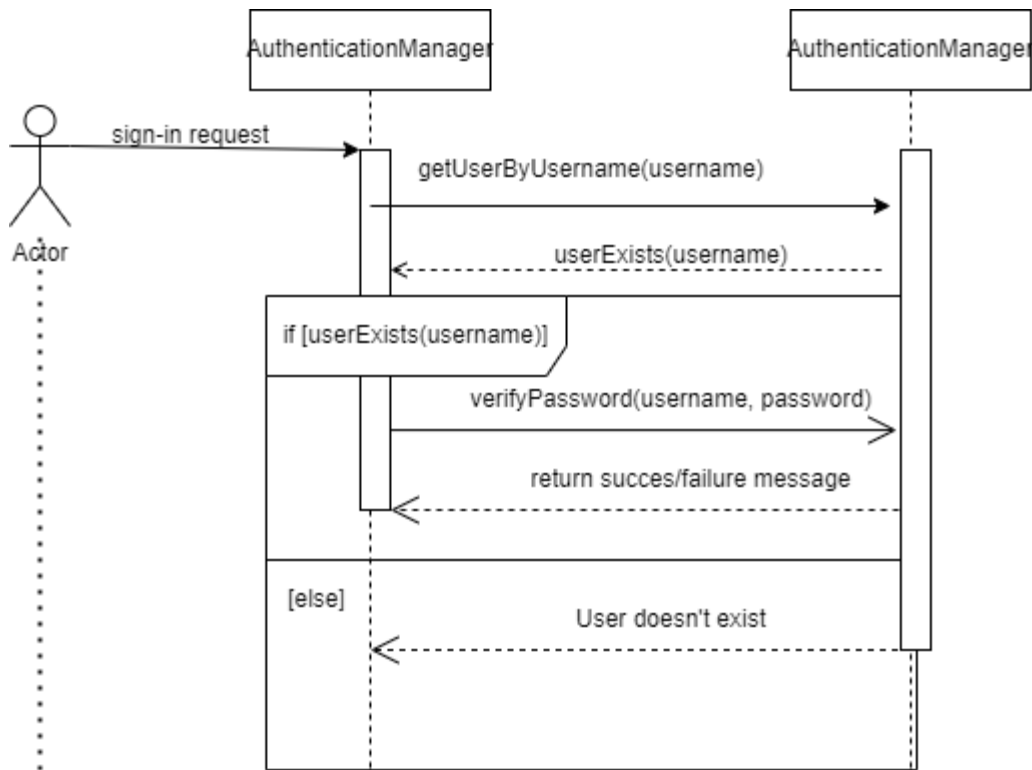 AuthenticationManager
AuthenticationManager
sign-in request
getUserByUsername(username)
Actor
userExists(username)
if [userExists(username)]
verifyPassword(username, password)
return succes/failure message
[else]
User doesn't exist